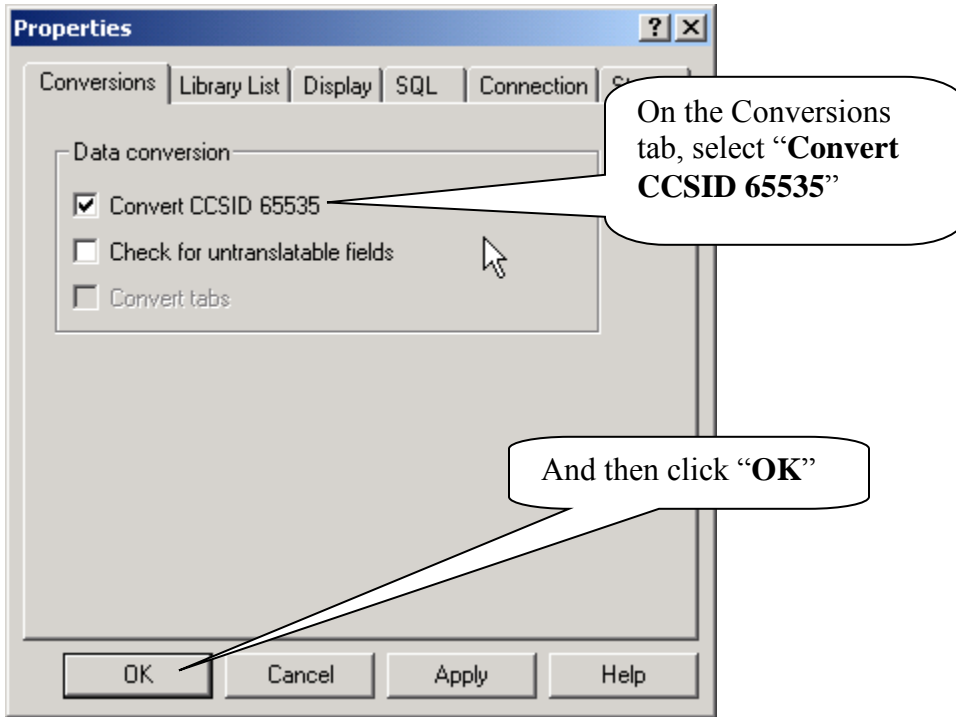 Properties
Conversions Library List Display SQL Connection
On the Conversions
tab, select “Convert
CCSID 65535”
Data conversion
Convert CCSID 65535
Check for untranslatable fields
Convert tabs
And then click “OK”
OK Cancel Apply Help